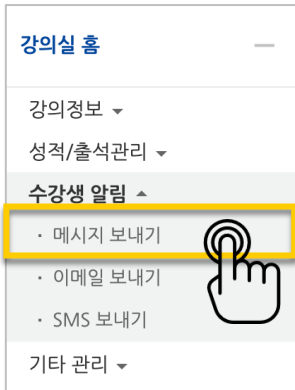 강의실 홈
강의정보
성적/출석관리
수강생 알림
· 메시지 보내기
· 이메일 보내기
· SMS 보내기
기타 관리